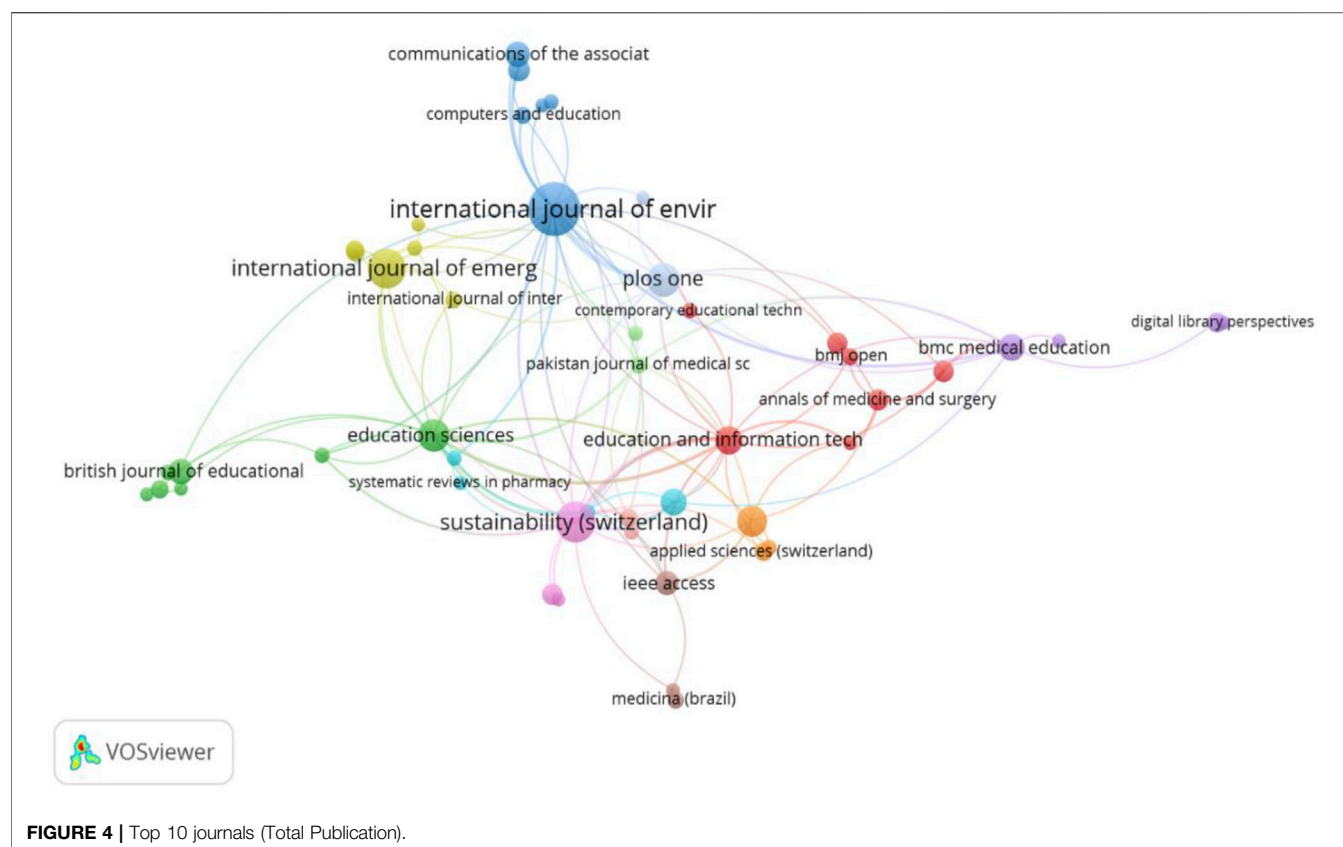 communications of the associat
computers and education
international journal of envir
international journal of emerg
plos one
international journal of inter
contemporary educational techn
digital library perspectives
bmj open
bmc medical education
pakistan journal of medical sc
annals of medicine and surgery
education sciences
education and information tech
british journal of educational
systematic reviews in pharmacy
sustainability (switzerland)
applied sciences (switzerland)
ieee access
medicina (brazil)
VOSviewer
FIGURE 4 | Top 10 journals (Total Publication).